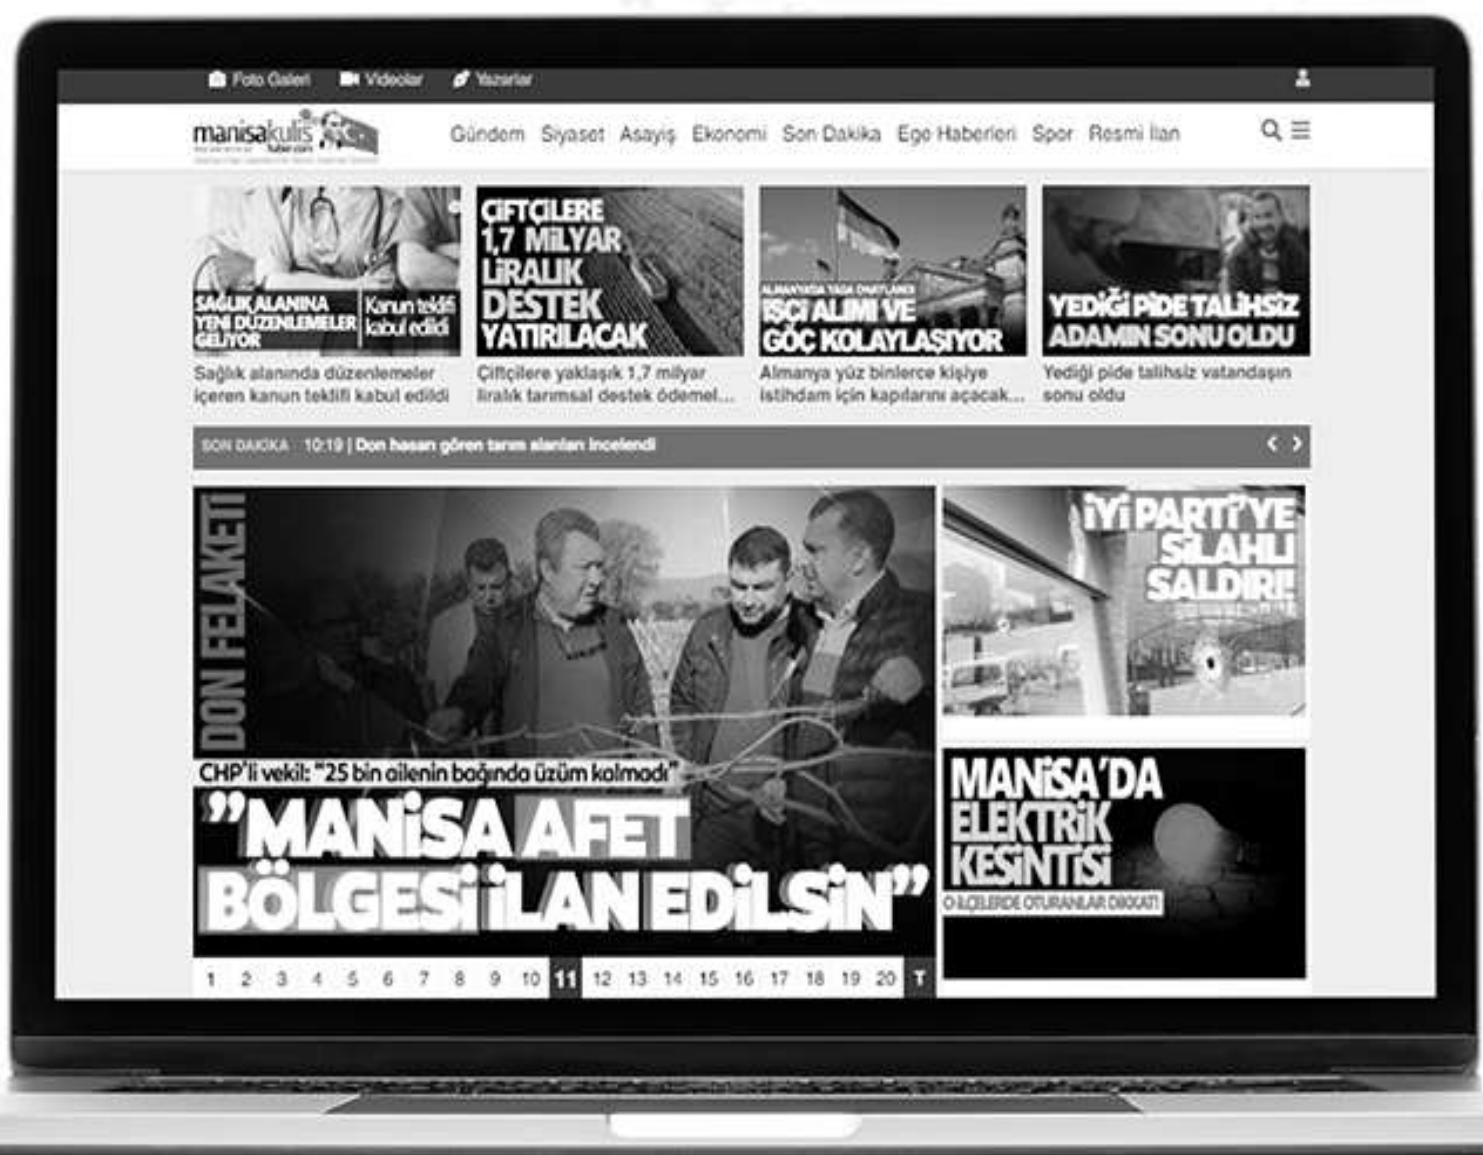 Foto Galeri Videolar Yazarlar
manisakulis
haber.com
Gündem Siyaset Asayiş Ekonomi Son Dakika Ege Haberleri Spor Resmi İlan
SAĞLIK ALANINA
YENİ DÜZENLEMELER
GELİYOR
Kanun teklifi
kabul edildi
Sağlık alanında düzenlemeler
içeren kanun teklifi kabul edildi
ÇİFTÇİLERE
1,7 MİLYAR
LİRALIK
DESTEK
YATIRILACAK
Çiftçilere yaklaşık 1,7 milyar
liralık tarımsal destek ödemel...
ALMANYA'DA YASA ONAYLANDI
İŞÇİ ALIMI VE
GÖÇ KOLAYLAŞIYOR
Almanya yüz binlerce kişiye
istihdam için kapılarını açacak...
YEDİĞİ PİDE TALİHSİZ
ADAMIN SONU OLDU
Yediği pide talihsiz vatandaşın
sonu oldu
SON DAKİKA 10:19 | Don hasarı gören tarım alanları incelendi
DON FELAKETİ
CHP'li vekil: "25 bin ailenin bağında üzüm kalmadı"
"MANİSA AFET
BÖLGESİ İLAN EDİLSİN"
1 2 3 4 5 6 7 8 9 10 11 12 13 14 15 16 17 18 19 20 T
İYİ PARTİ'YE
SİLAHLI
SALDIRI!
MANİSA'DA
ELEKTRİK
KESİNTİSİ
O İLÇELERDE OTURANLAR DİKKAT!